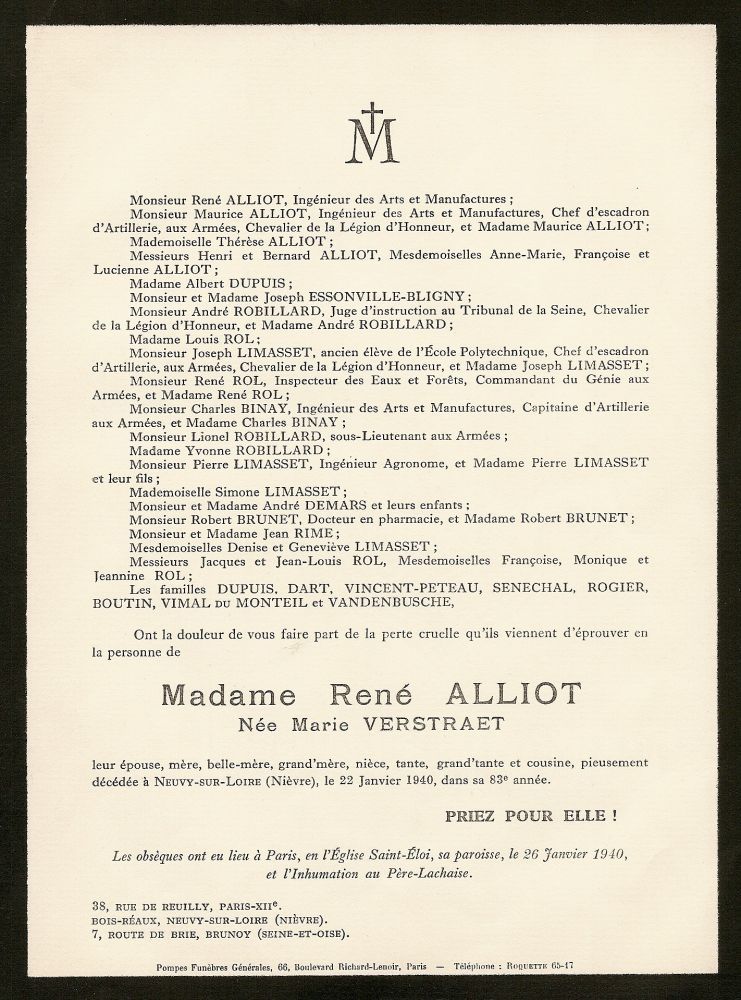 M
Monsieur René ALLIOT, Ingénieur des Arts et Manufactures ;
Monsieur Maurice ALLIOT, Ingénieur des Arts et Manufactures, Chef d'escadron
d'Artillerie, aux Armées, Chevalier de la Légion d'Honneur, et Madame Maurice ALLIOT ;
Mademoiselle Thérèse ALLIOT ;
Messieurs Henri et Bernard ALLIOT, Mesdemoiselles Anne-Marie, Françoise et
Lucienne ALLIOT ;
Madame Albert DUPUIS ;
Monsieur et Madame Joseph ESSONVILLE-BLIGNY ;
Monsieur André ROBILLARD, Juge d'instruction au Tribunal de la Seine, Chevalier
de la Légion d'Honneur, et Madame André ROBILLARD ;
Madame Louis ROL ;
Monsieur Joseph LIMASSET, ancien élève de l'École Polytechnique, Chef d'escadron
d'Artillerie, aux Armées, Chevalier de la Légion d'Honneur, et Madame Joseph LIMASSET ;
Monsieur René ROL, Inspecteur des Eaux et Forêts, Commandant du Génie aux
Armées, et Madame René ROL ;
Monsieur Charles BINAY, Ingénieur des Arts et Manufactures, Capitaine d'Artillerie
aux Armées, et Madame Charles BINAY ;
Monsieur Lionel ROBILLARD, sous-Lieutenant aux Armées ;
Madame Yvonne ROBILLARD ;
Monsieur Pierre LIMASSET, Ingénieur Agronome, et Madame Pierre LIMASSET
et leur fils ;
Mademoiselle Simone LIMASSET ;
Monsieur et Madame André DEMARS et leurs enfants ;
Monsieur Robert BRUNET, Docteur en pharmacie, et Madame Robert BRUNET ;
Monsieur et Madame Jean RIME ;
Mesdemoiselles Denise et Geneviève LIMASSET ;
Messieurs Jacques et Jean-Louis ROL, Mesdemoiselles Françoise, Monique et
Jeannine ROL ;
Les familles DUPUIS, DART, VINCENT-PETEAU, SENECHAL, ROGIER,
BOUTIN, VIMAL DU MONTEIL et VANDENBUSCHE,
Ont la douleur de vous faire part de la perte cruelle qu'ils viennent d'éprouver en
la personne de
Madame René ALLIOT
Née Marie VERSTRAET
leur épouse, mère, belle-mère, grand'mère, nièce, tante, grand'tante et cousine, pieusement
décédée à NEUVY-SUR-LOIRE (Nièvre), le 22 Janvier 1940, dans sa 83e année.
PRIEZ POUR ELLE !
Les obsèques ont eu lieu à Paris, en l'Église Saint-Éloi, sa paroisse, le 26 Janvier 1940,
et l'Inhumation au Père-Lachaise.
38, RUE DE REUILLY, PARIS-XIIe.
BOIS-RÉAUX, NEUVY-SUR-LOIRE (NIÈVRE).
7, ROUTE DE BRIE, BRUNOY (SEINE-ET-OISE).
Pompes Funèbres Générales, 66, Boulevard Richard-Lenoir, Paris — Téléphone : ROQUETTE 65-17